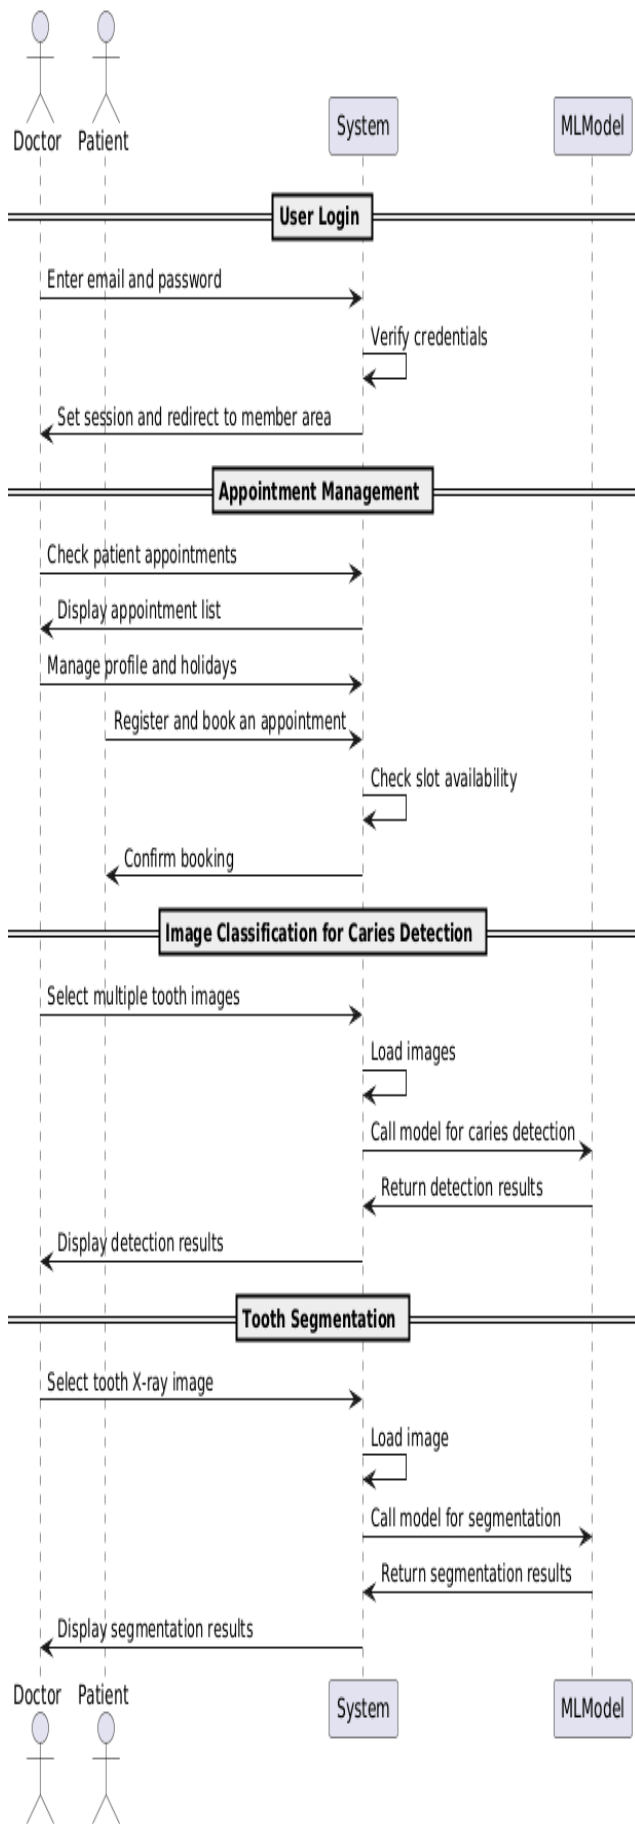 Doctor
Patient
System
MLModel
User Login
Enter email and password
Verify credentials
Set session and redirect to member area
Appointment Management
Check patient appointments
Display appointment list
Manage profile and holidays
Register and book an appointment
Check slot availability
Confirm booking
Image Classification for Caries Detection
Select multiple tooth images
Load images
Call model for caries detection
Return detection results
Display detection results
Tooth Segmentation
Select tooth X-ray image
Load image
Call model for segmentation
Return segmentation results
Display segmentation results
Doctor
Patient
System
MLModel